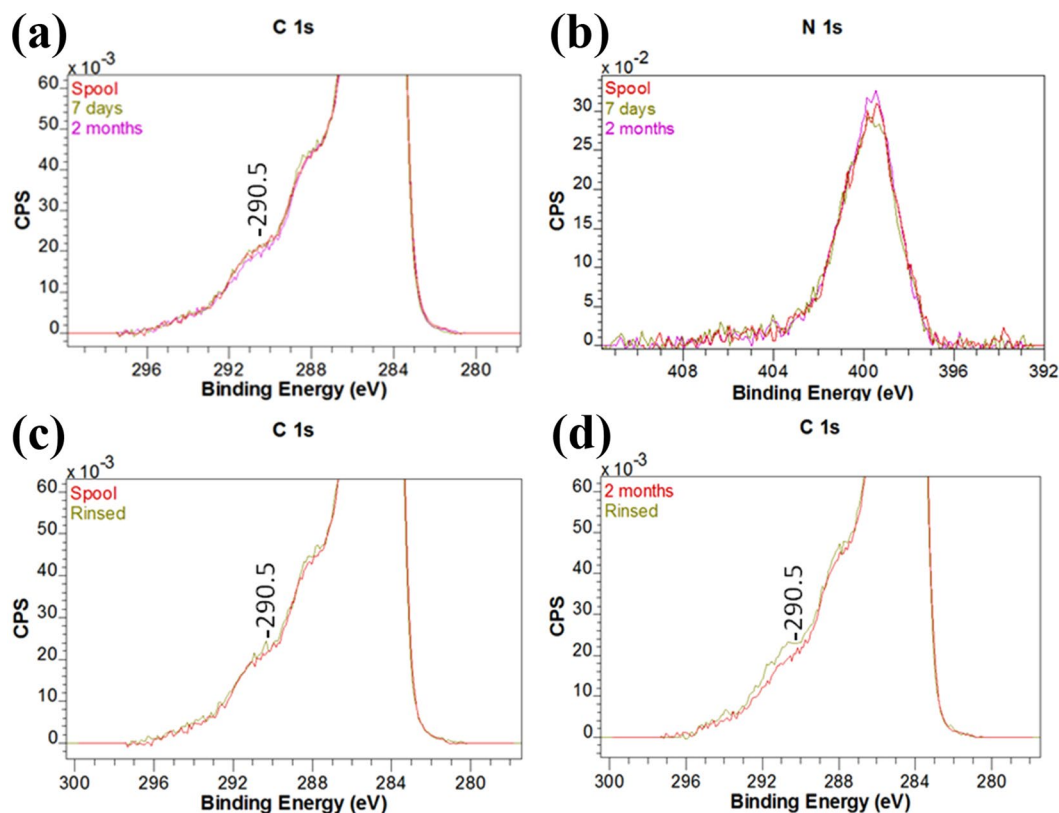 (a)
C 1s
x 10⁻³
60
50
40
30
20
10
0
CPS
Spool
7 days
2 months
-290.5
296 292 288 284 280
Binding Energy (eV)
(b)
N 1s
x 10⁻²
30
25
20
15
10
5
0
CPS
Spool
7 days
2 months
408 404 400 396 392
Binding Energy (eV)
(c)
C 1s
x 10⁻³
60
50
40
30
20
10
0
CPS
Spool
Rinsed
-290.5
300 296 292 288 284 280
Binding Energy (eV)
(d)
C 1s
x 10⁻³
60
50
40
30
20
10
0
CPS
2 months
Rinsed
-290.5
300 296 292 288 284 280
Binding Energy (eV)